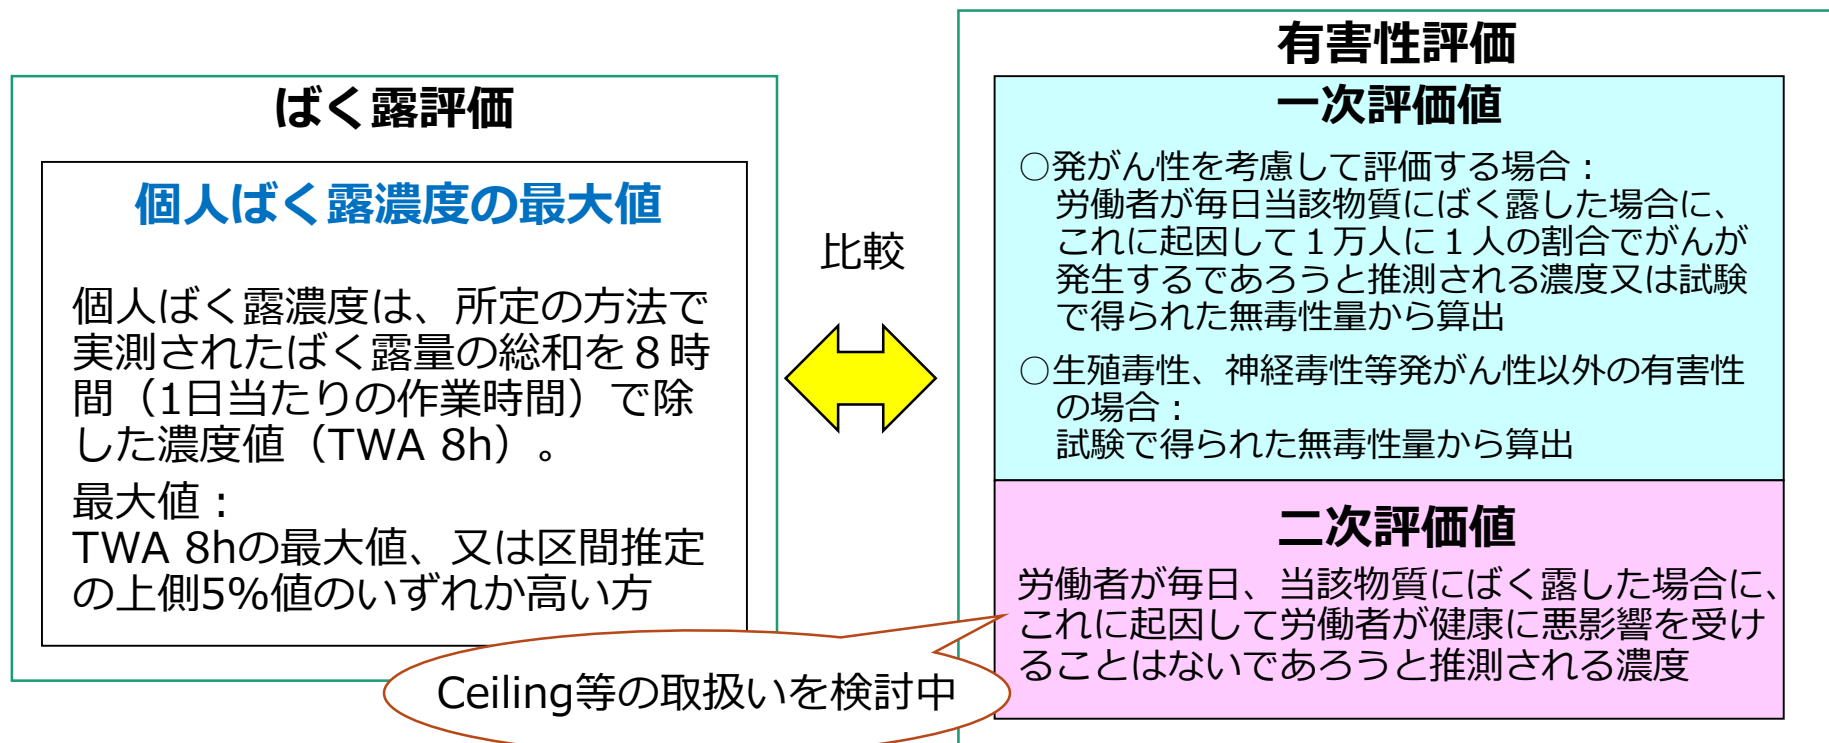 ばく露評価
個人ばく露濃度の最大値
個人ばく露濃度は、所定の方法で
実測されたばく露量の総和を８時
間（1日当たりの作業時間）で除
した濃度値（TWA 8h）。
最大値：
TWA 8hの最大値、又は区間推定
の上側5%値のいずれか高い方
比較
有害性評価
一次評価値
○発がん性を考慮して評価する場合：
労働者が毎日当該物質にばく露した場合に、
これに起因して１万人に１人の割合でがんが
発生するであろうと推測される濃度又は試験
で得られた無毒性量から算出
○生殖毒性、神経毒性等発がん性以外の有害性
の場合：
試験で得られた無毒性量から算出
二次評価値
労働者が毎日、当該物質にばく露した場合に、
これに起因して労働者が健康に悪影響を受け
ることはないであろうと推測される濃度
Ceiling等の取扱いを検討中